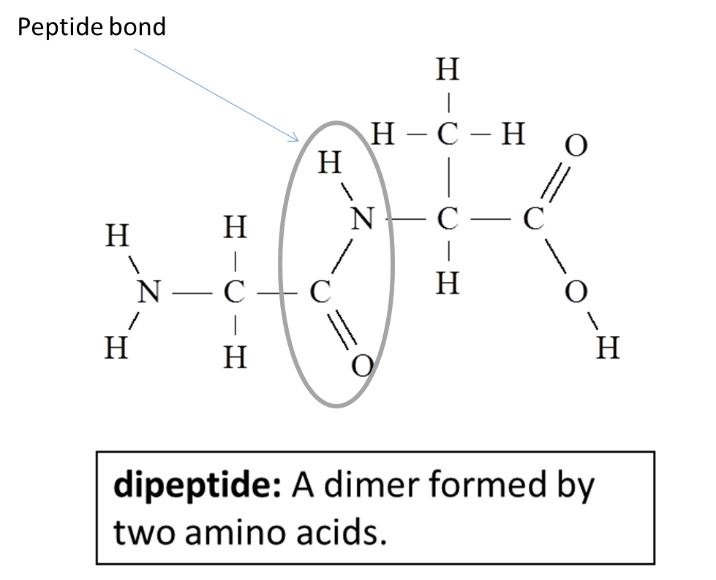 Peptide bond
H
H – C – H
O
H
N — C — C
H
H
H
O
N — C — C
H
H
H
O
H
dipeptide: A dimer formed by
two amino acids.